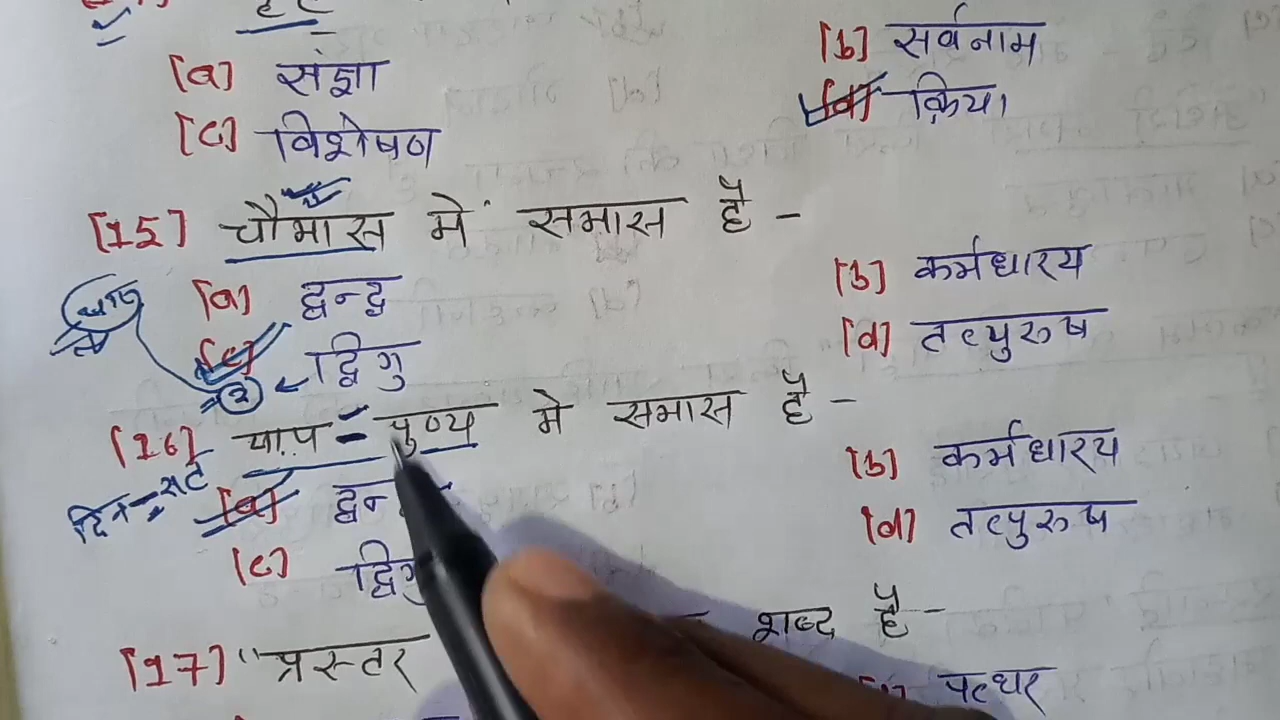 [a] संज्ञा [b] सर्वनाम
[c] विशेषण [d] क्रिया
[15] चौमास में समास है -
[a] द्वन्द्व [b] कर्मधारय
[c] द्विगु [d] तत्पुरुष
[16] पाप - पुण्य मे समास है -
दिन - रात
[a] द्वन्द्व [b] कर्मधारय
[c] द्विगु [d] तत्पुरुष
[17] "प्रस्तर शब्द है -
पत्थर